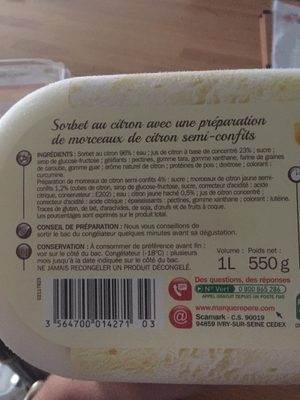 Sorbet au citron avec une préparation
de morceaux de citron semi-confits
INGRÉDIENTS : Sorbet au citron 96% : eau ; jus de citron à base de concentré 23% ; sucre ;
sirop de glucose-fructose ; gélifiants : pectines, gomme tara, gomme xanthane, farine de graines
de caroube, gomme guar ; arôme naturel de citron ; protéines de pois ; dextrose ; colorant :
curcumine.
Préparation de morceaux de citron semi-confits 4% : sucre ; morceaux de citron jaune semi-
confits 1,2% (cubes de citron, sirop de glucose-fructose, sucre, correcteur d'acidité : acide
citrique, conservateur : E202) ; eau ; citron jaune haché 0,5% ; jus de citron concentré ;
correcteur d'acidité : acide citrique ; épaississants : pectines, gomme xanthane ; colorant : lutéine.
Traces de gluten, de lait, d'arachides, de soja, d'œufs et de fruits à coque.
Les pourcentages sont exprimés sur le produit total.
CONSEIL DE PRÉPARATION : Nous vous conseillons de
sortir le bac du congélateur quelques minutes avant sa dégustation.
CONSERVATION : À consommer de préférence avant fin :
voir sur le côté du bac. Congélateur (-18°C) : plusieurs
mois jusqu'à la date indiquée sur le côté du bac.
NE JAMAIS RECONGELER UN PRODUIT DÉCONGELÉ.
Volume : Poids net :
1L 550g
Des questions, des réponses
N° Vert 0 800 865 286
APPEL GRATUIT DEPUIS UN POSTE FIXE
www.marquerepere.com
Scamark - C.S. 90019
94859 IVRY-SUR-SEINE CEDEX
3 564700 014271 03